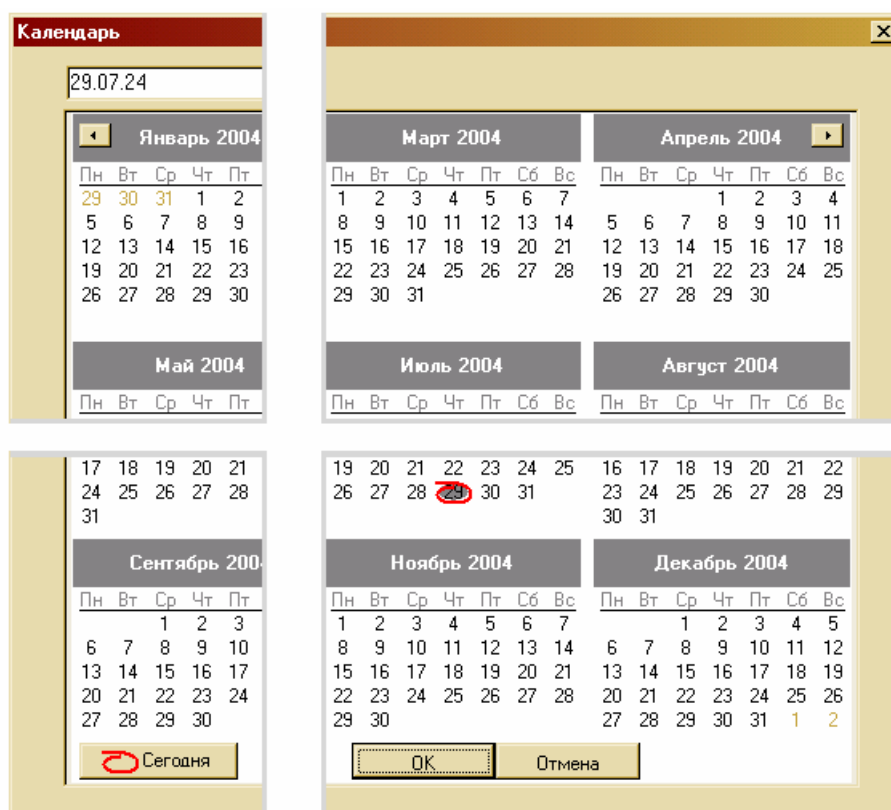 Календарь
29.07.24
Январь 2004 Март 2004 Апрель 2004
Пн Вт Ср Чт Пт Пн Вт Ср Чт Пт Сб Вс Пн Вт Ср Чт Пт Сб Вс
29 30 31 1 2 1 2 3 4 5 6 7 1 2 3 4
5 6 7 8 9 8 9 10 11 12 13 14 5 6 7 8 9 10 11
12 13 14 15 16 15 16 17 18 19 20 21 12 13 14 15 16 17 18
19 20 21 22 23 22 23 24 25 26 27 28 19 20 21 22 23 24 25
26 27 28 29 30 29 30 31 26 27 28 29 30
Май 2004 Июль 2004 Август 2004
Пн Вт Ср Чт Пт Пн Вт Ср Чт Пт Сб Вс Пн Вт Ср Чт Пт Сб Вс
17 18 19 20 21 19 20 21 22 23 24 25 16 17 18 19 20 21 22
24 25 26 27 28 26 27 28 29 30 31 23 24 25 26 27 28 29
31 30 31
Сентябрь 200 Ноябрь 2004 Декабрь 2004
Пн Вт Ср Чт Пт Пн Вт Ср Чт Пт Сб Вс Пн Вт Ср Чт Пт Сб Вс
1 2 3 1 2 3 4 5 6 7 1 2 3 4 5
6 7 8 9 10 8 9 10 11 12 13 14 6 7 8 9 10 11 12
13 14 15 16 17 15 16 17 18 19 20 21 13 14 15 16 17 18 19
20 21 22 23 24 22 23 24 25 26 27 28 20 21 22 23 24 25 26
27 28 29 30 29 30 27 28 29 30 31 1 2
Сегодня OK Отмена